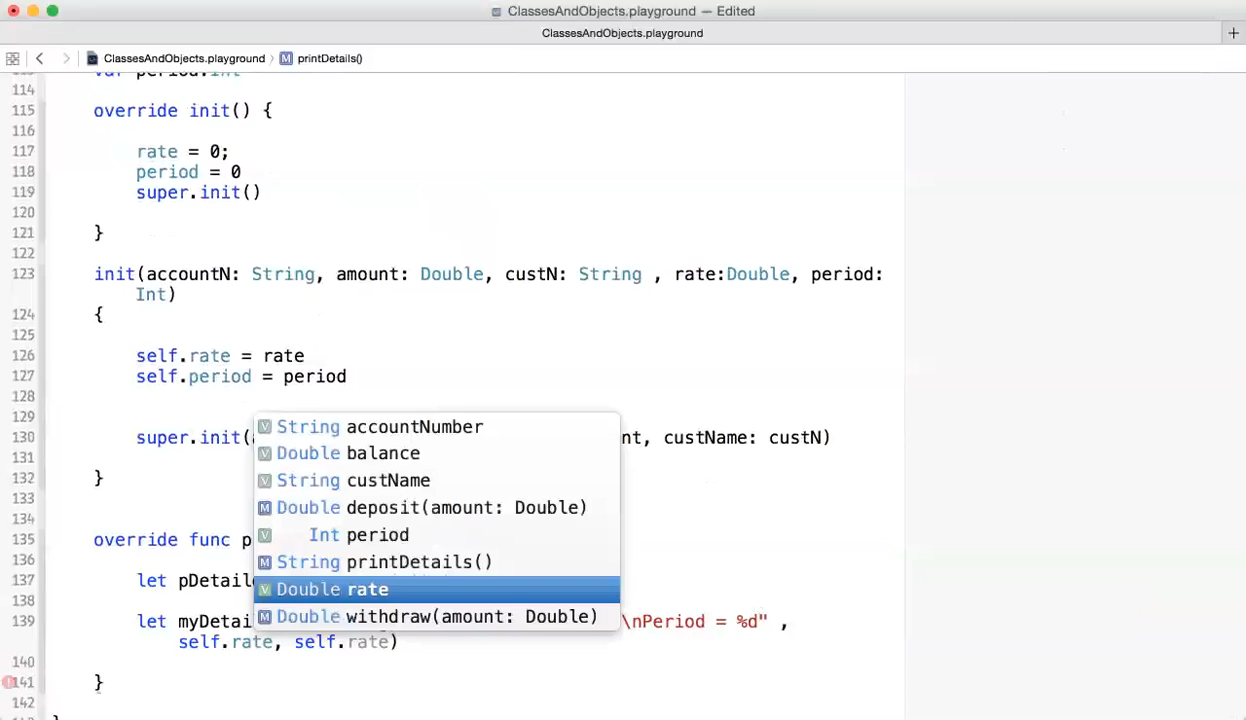 ClassesAndObjects.playground — Edited
ClassesAndObjects.playground
ClassesAndObjects.playground › printDetails()
var period:Int
114
115 override init() {
116
117 rate = 0;
118 period = 0
119 super.init()
120
121 }
122
123 init(accountN: String, amount: Double, custN: String , rate:Double, period:
Int)
124 {
125
126 self.rate = rate
127 self.period = period
128
129
130 super.init( nt, custName: custN)
131
132 }
133
134
135 override func p
136
137 let pDetail
138
139 let myDetai \nPeriod = %d" ,
self.rate, self.rate)
140
141 }
142
String accountNumber
Double balance
String custName
Double deposit(amount: Double)
Int period
String printDetails()
Double rate
Double withdraw(amount: Double)